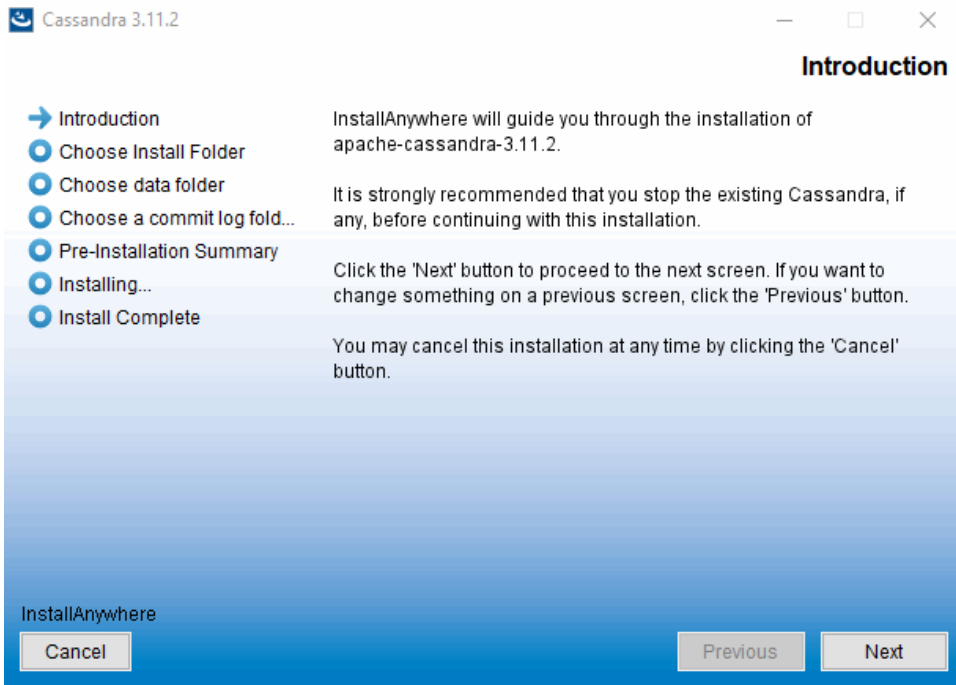 Cassandra 3.11.2
Introduction
Introduction
Choose Install Folder
Choose data folder
Choose a commit log fold...
Pre-Installation Summary
Installing...
Install Complete
InstallAnywhere will guide you through the installation of
apache-cassandra-3.11.2.
It is strongly recommended that you stop the existing Cassandra, if
any, before continuing with this installation.
Click the 'Next' button to proceed to the next screen. If you want to
change something on a previous screen, click the 'Previous' button.
You may cancel this installation at any time by clicking the 'Cancel'
button.
InstallAnywhere
Cancel
Previous
Next